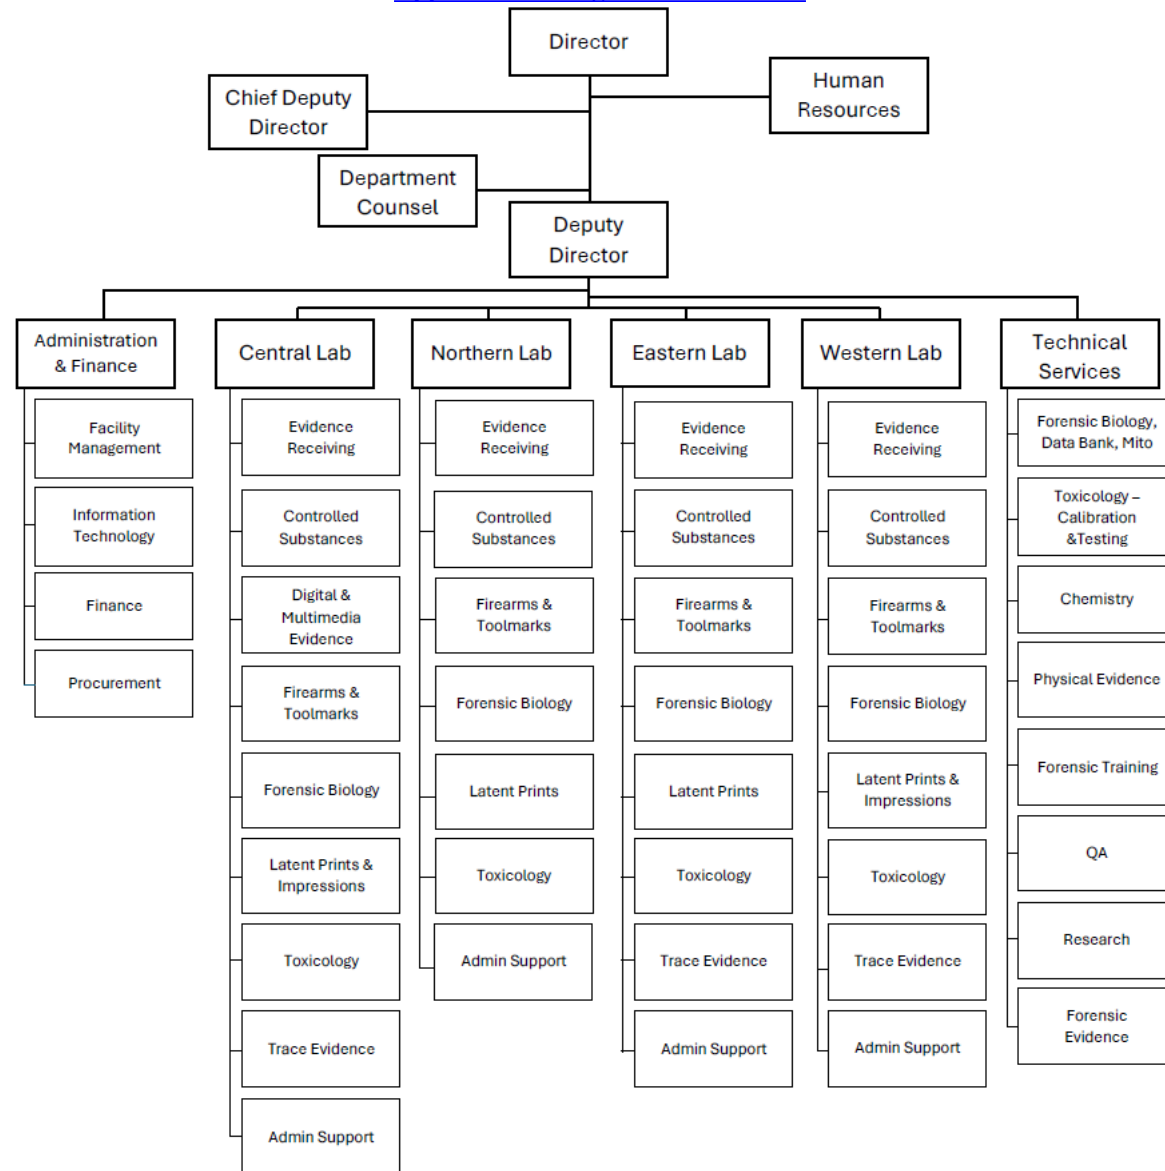 Director
Human
Resources
Chief Deputy
Director
Department
Counsel
Deputy
Director
Administration
& Finance
Facility
Management
Information
Technology
Finance
Procurement
Central Lab
Evidence
Receiving
Controlled
Substances
Digital &
Multimedia
Evidence
Firearms &
Toolmarks
Forensic Biology
Latent Prints &
Impressions
Toxicology
Trace Evidence
Admin Support
Northern Lab
Evidence
Receiving
Controlled
Substances
Firearms &
Toolmarks
Forensic Biology
Latent Prints
Toxicology
Admin Support
Eastern Lab
Evidence
Receiving
Controlled
Substances
Firearms &
Toolmarks
Forensic Biology
Latent Prints
Toxicology
Trace Evidence
Admin Support
Western Lab
Evidence
Receiving
Controlled
Substances
Firearms &
Toolmarks
Forensic Biology
Latent Prints &
Impressions
Toxicology
Trace Evidence
Admin Support
Technical
Services
Forensic Biology,
Data Bank, Mito
Toxicology –
Calibration
&Testing
Chemistry
Physical Evidence
Forensic Training
QA
Research
Forensic
Evidence